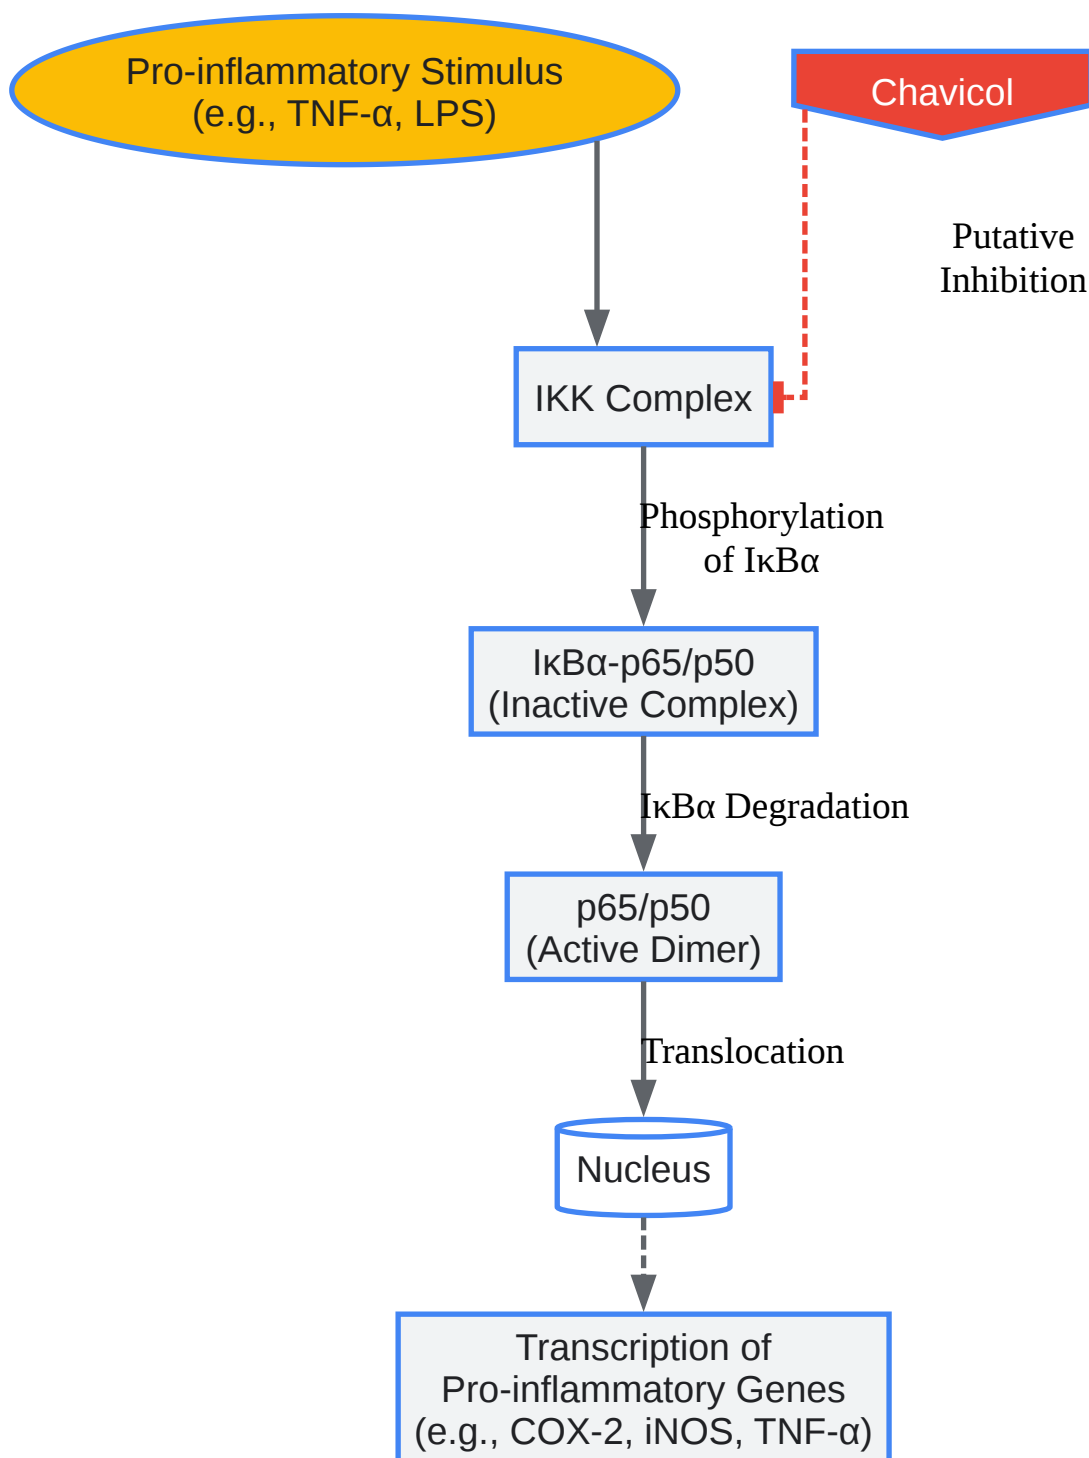 Pro-inflammatory Stimulus
(e.g., TNF-α, LPS)
Chavicol
Putative
Inhibition
IKK Complex
Phosphorylation
of IκBα
IκBα-p65/p50
(Inactive Complex)
IκBα Degradation
p65/p50
(Active Dimer)
Translocation
Nucleus
Transcription of
Pro-inflammatory Genes
(e.g., COX-2, iNOS, TNF-α)